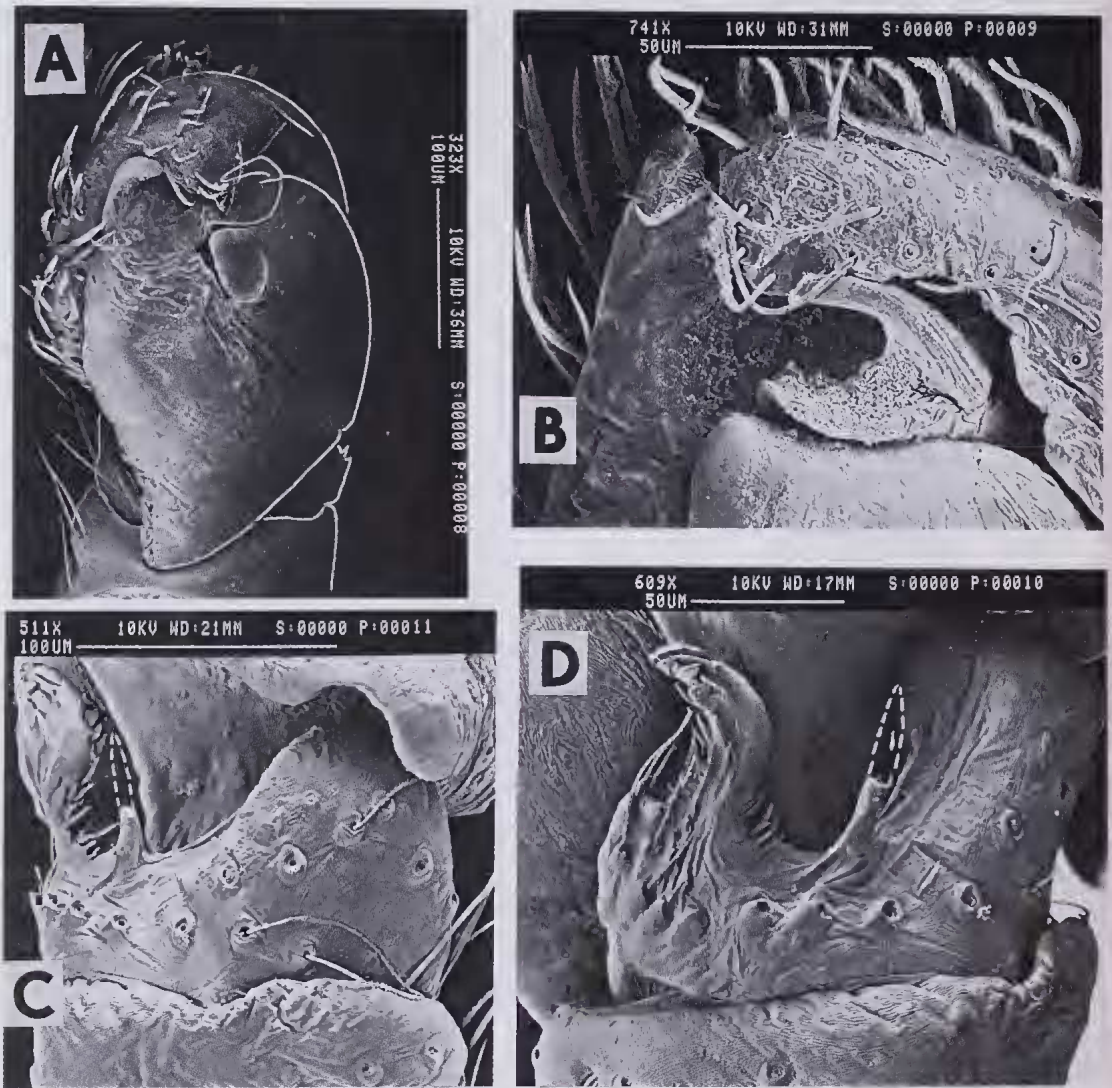 A
323X 10KV WD:36MM S:00000 P:00008
100UM
741X 10KV WD:31MM S:00000 P:00009
50UM
B
511X 10KV WD:21MM S:00000 P:00011
100UM
C
609X 10KV WD:17MM S:00000 P:00010
50UM
D